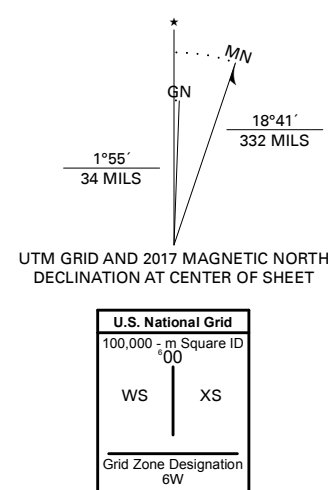 ★
MN
GN
18°41´
332 MILS
1°55´
34 MILS
UTM GRID AND 2017 MAGNETIC NORTH
DECLINATION AT CENTER OF SHEET
U.S. National Grid
100,000 - m Square ID
⁶00
WS XS
Grid Zone Designation
6W